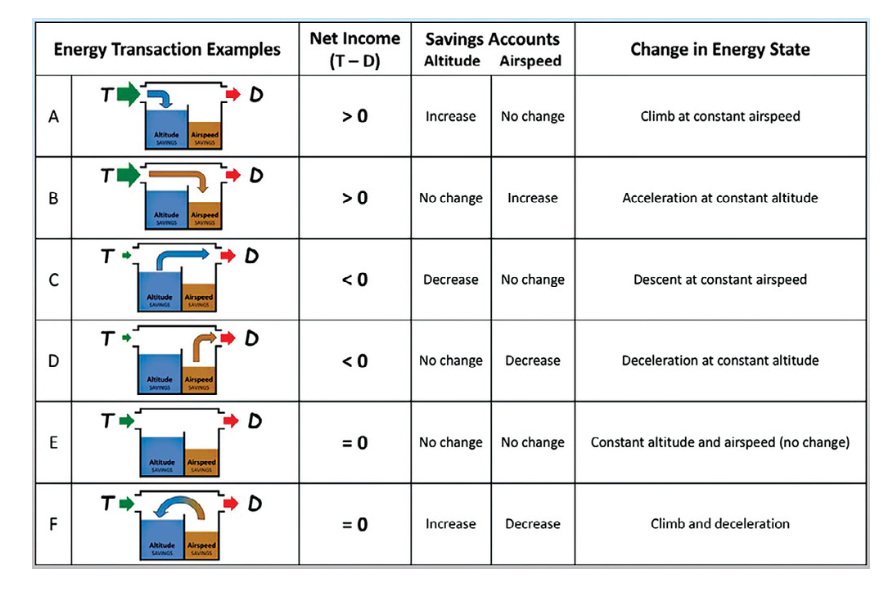 Energy Transaction Examples
Net Income
(T – D)
Savings Accounts
Altitude Airspeed
Change in Energy State
A
T D
Altitude SAVINGS
Airspeed SAVINGS
> 0
Increase
No change
Climb at constant airspeed
B
T D
Altitude SAVINGS
Airspeed SAVINGS
> 0
No change
Increase
Acceleration at constant altitude
C
T D
Altitude SAVINGS
Airspeed SAVINGS
< 0
Decrease
No change
Descent at constant airspeed
D
T D
Altitude SAVINGS
Airspeed SAVINGS
< 0
No change
Decrease
Deceleration at constant altitude
E
T D
Altitude SAVINGS
Airspeed SAVINGS
= 0
No change
No change
Constant altitude and airspeed (no change)
F
T D
Altitude SAVINGS
Airspeed SAVINGS
= 0
Increase
Decrease
Climb and deceleration